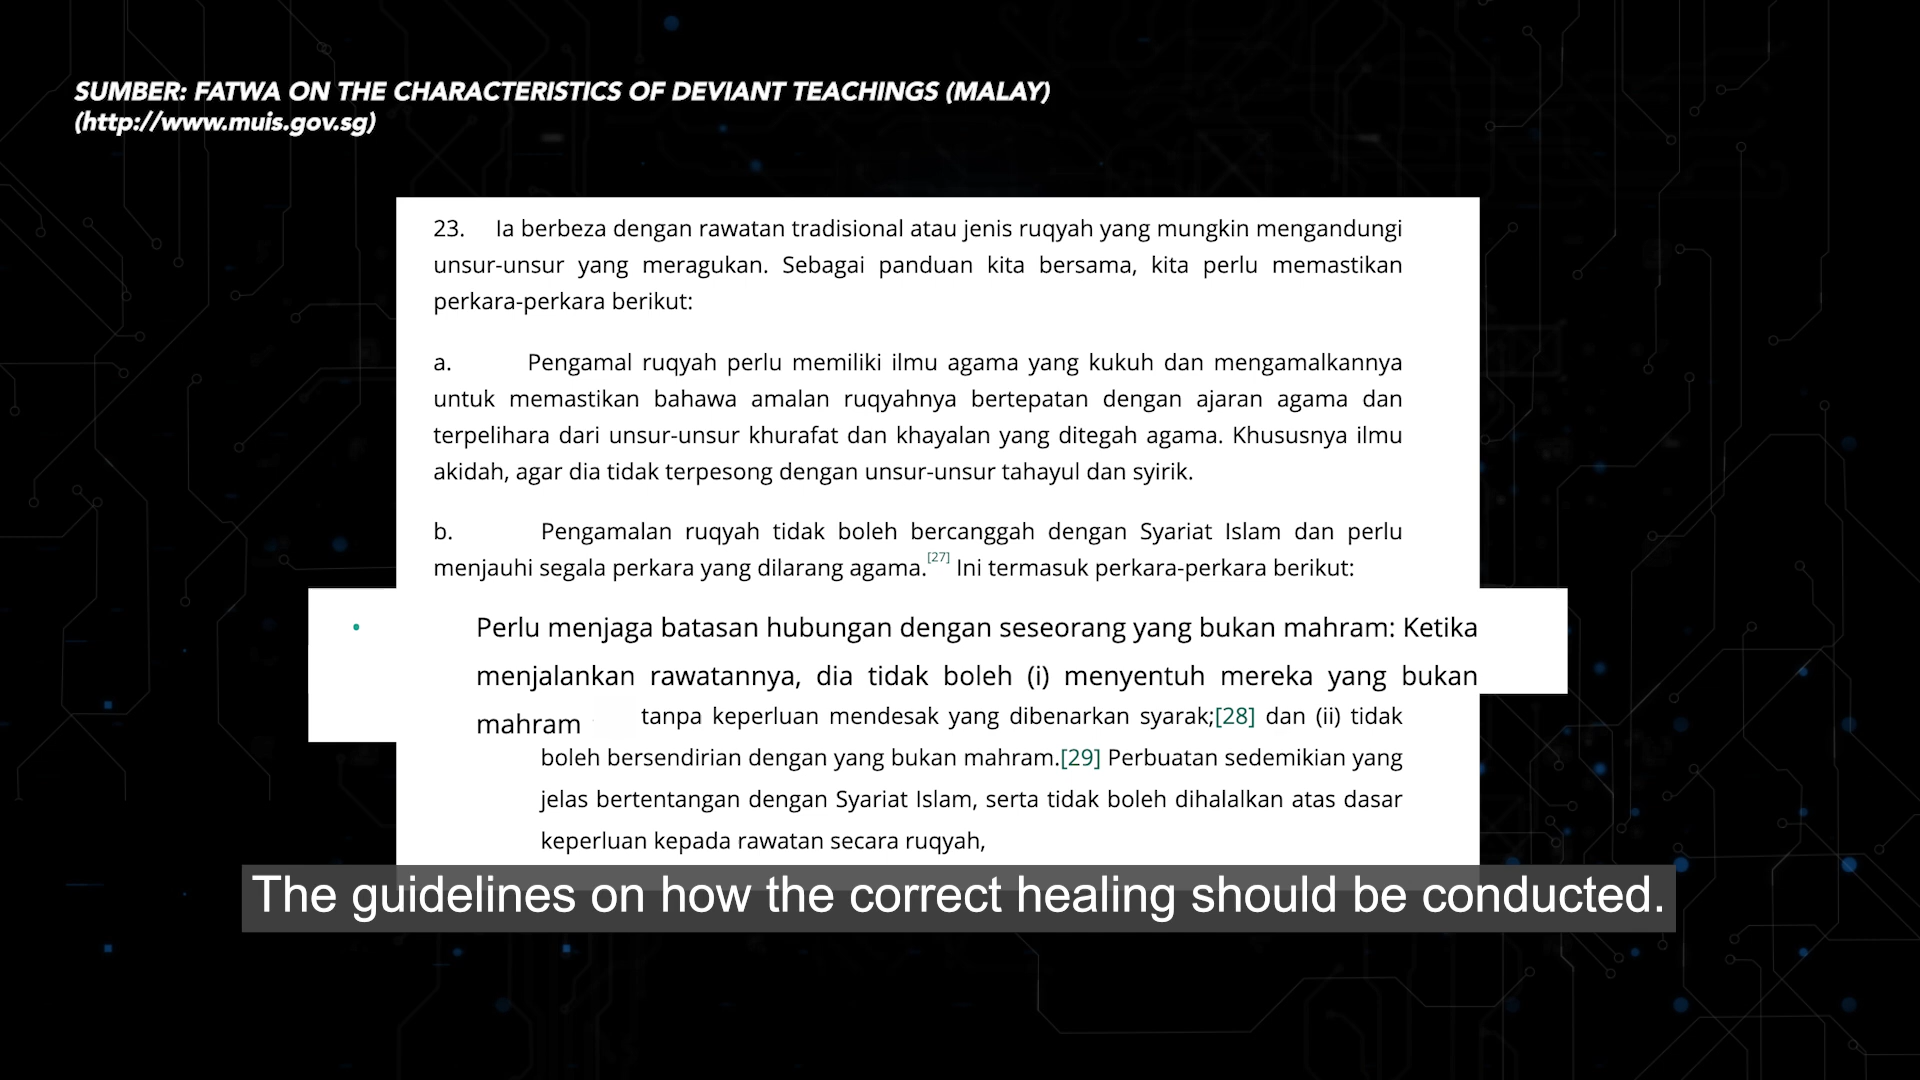 SUMBER: FATWA ON THE CHARACTERISTICS OF DEVIANT TEACHINGS (MALAY)
(http://www.muis.gov.sg)
23. Ia berbeza dengan rawatan tradisional atau jenis ruqyah yang mungkin mengandungi
unsur-unsur yang meragukan. Sebagai panduan kita bersama, kita perlu memastikan
perkara-perkara berikut:
a. Pengamal ruqyah perlu memiliki ilmu agama yang kukuh dan mengamalkannya
untuk memastikan bahawa amalan ruqyahnya bertepatan dengan ajaran agama dan
terpelihara dari unsur-unsur khurafat dan khayalan yang ditegah agama. Khususnya ilmu
akidah, agar dia tidak terpesong dengan unsur-unsur tahayul dan syirik.
b. Pengamalan ruqyah tidak boleh bercanggah dengan Syariat Islam dan perlu
menjauhi segala perkara yang dilarang agama.[27] Ini termasuk perkara-perkara berikut:
• Perlu menjaga batasan hubungan dengan seseorang yang bukan mahram: Ketika
menjalankan rawatannya, dia tidak boleh (i) menyentuh mereka yang bukan
mahram tanpa keperluan mendesak yang dibenarkan syarak;[28] dan (ii) tidak
boleh bersendirian dengan yang bukan mahram.[29] Perbuatan sedemikian yang
jelas bertentangan dengan Syariat Islam, serta tidak boleh dihalalkan atas dasar
keperluan kepada rawatan secara ruqyah,
The guidelines on how the correct healing should be conducted.